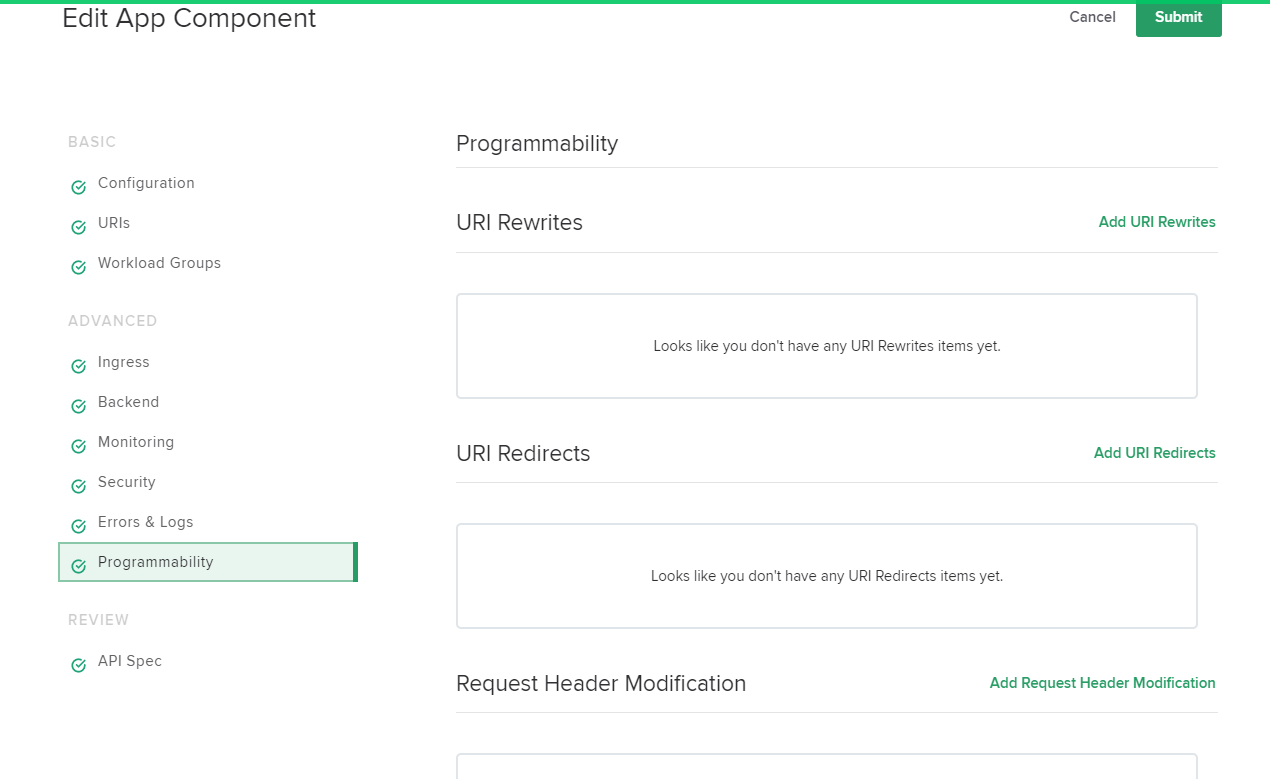 Edit App Component
Cancel
Submit
BASIC
Configuration
URIs
Workload Groups
ADVANCED
Ingress
Backend
Monitoring
Security
Errors & Logs
Programmability
REVIEW
API Spec
Programmability
URI Rewrites
Add URI Rewrites
Looks like you don't have any URI Rewrites items yet.
URI Redirects
Add URI Redirects
Looks like you don't have any URI Redirects items yet.
Request Header Modification
Add Request Header Modification